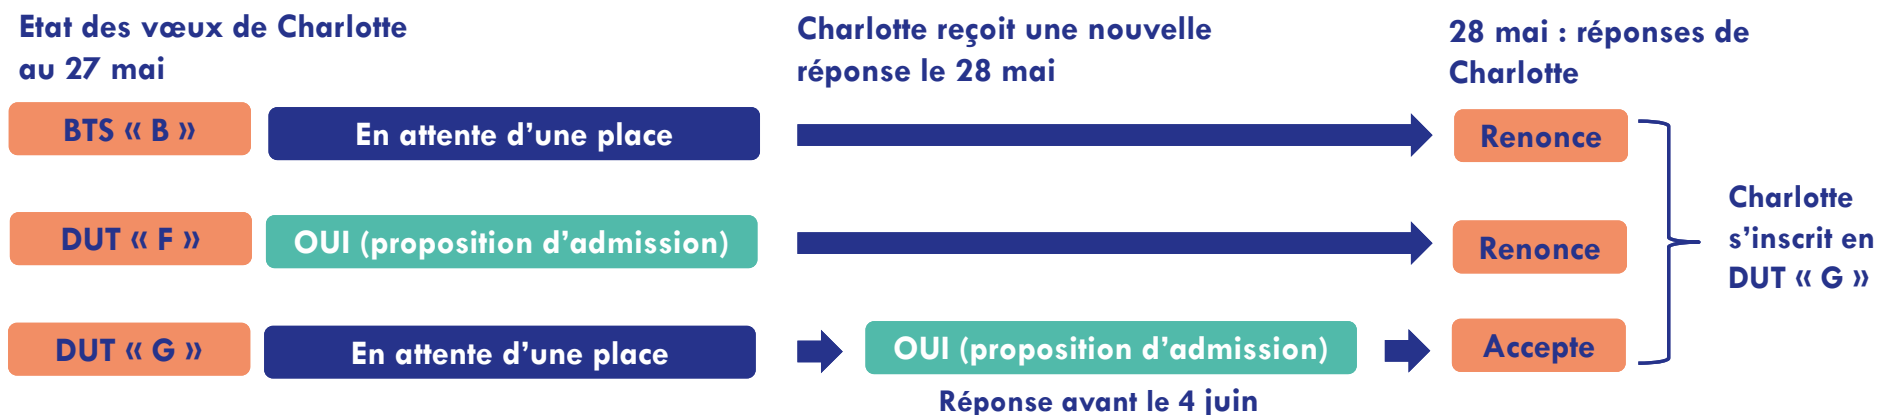 Etat des vœux de Charlotte
au 27 mai
Charlotte reçoit une nouvelle
réponse le 28 mai
28 mai : réponses de
Charlotte
BTS « B »
En attente d’une place
Renonce
DUT « F »
OUI (proposition d’admission)
Renonce
Charlotte
s’inscrit en
DUT « G »
DUT « G »
En attente d’une place
OUI (proposition d’admission)
Accepte
Réponse avant le 4 juin